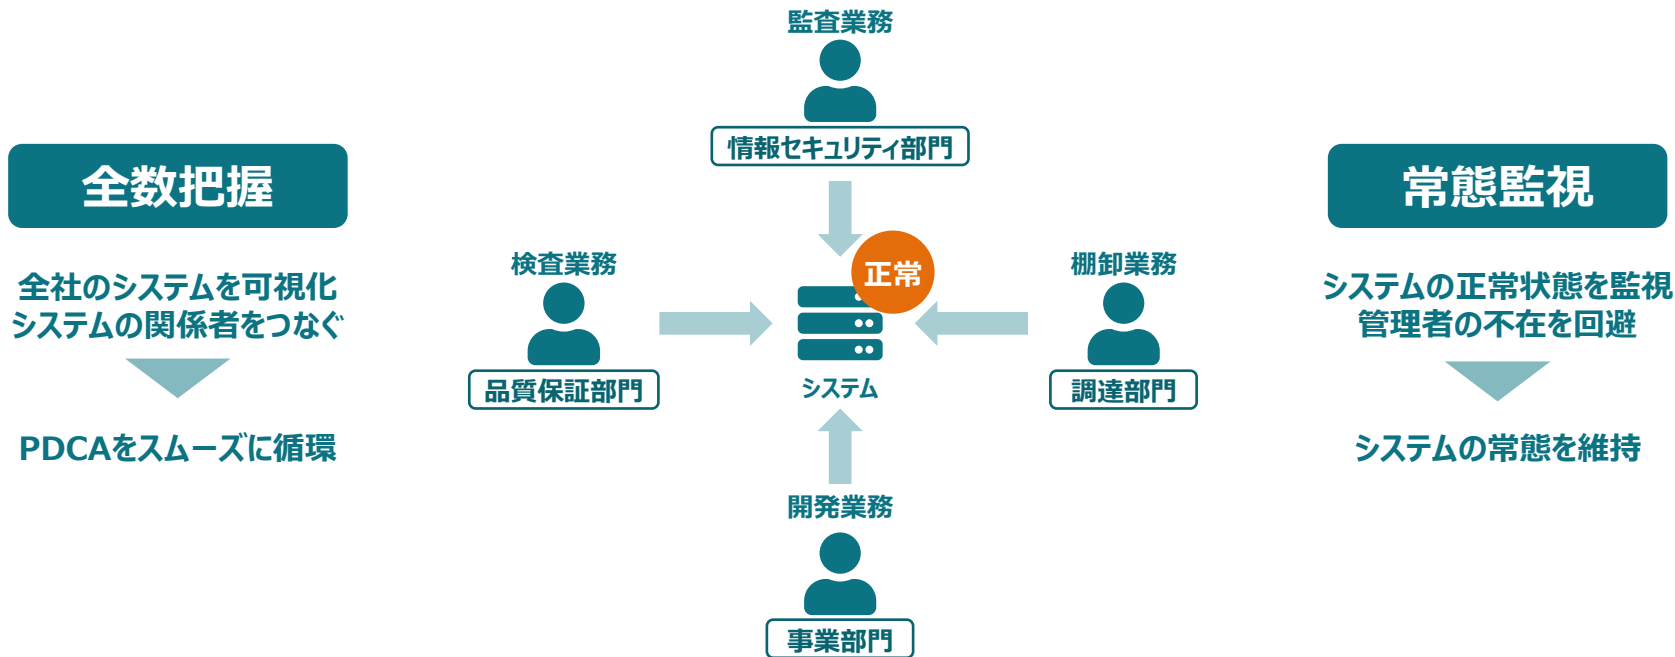 監査業務
情報セキュリティ部門
全数把握
全社のシステムを可視化
システムの関係者をつなぐ
PDCAをスムーズに循環
検査業務
品質保証部門
正常
システム
棚卸業務
調達部門
開発業務
事業部門
常態監視
システムの正常状態を監視
管理者の不在を回避
システムの常態を維持